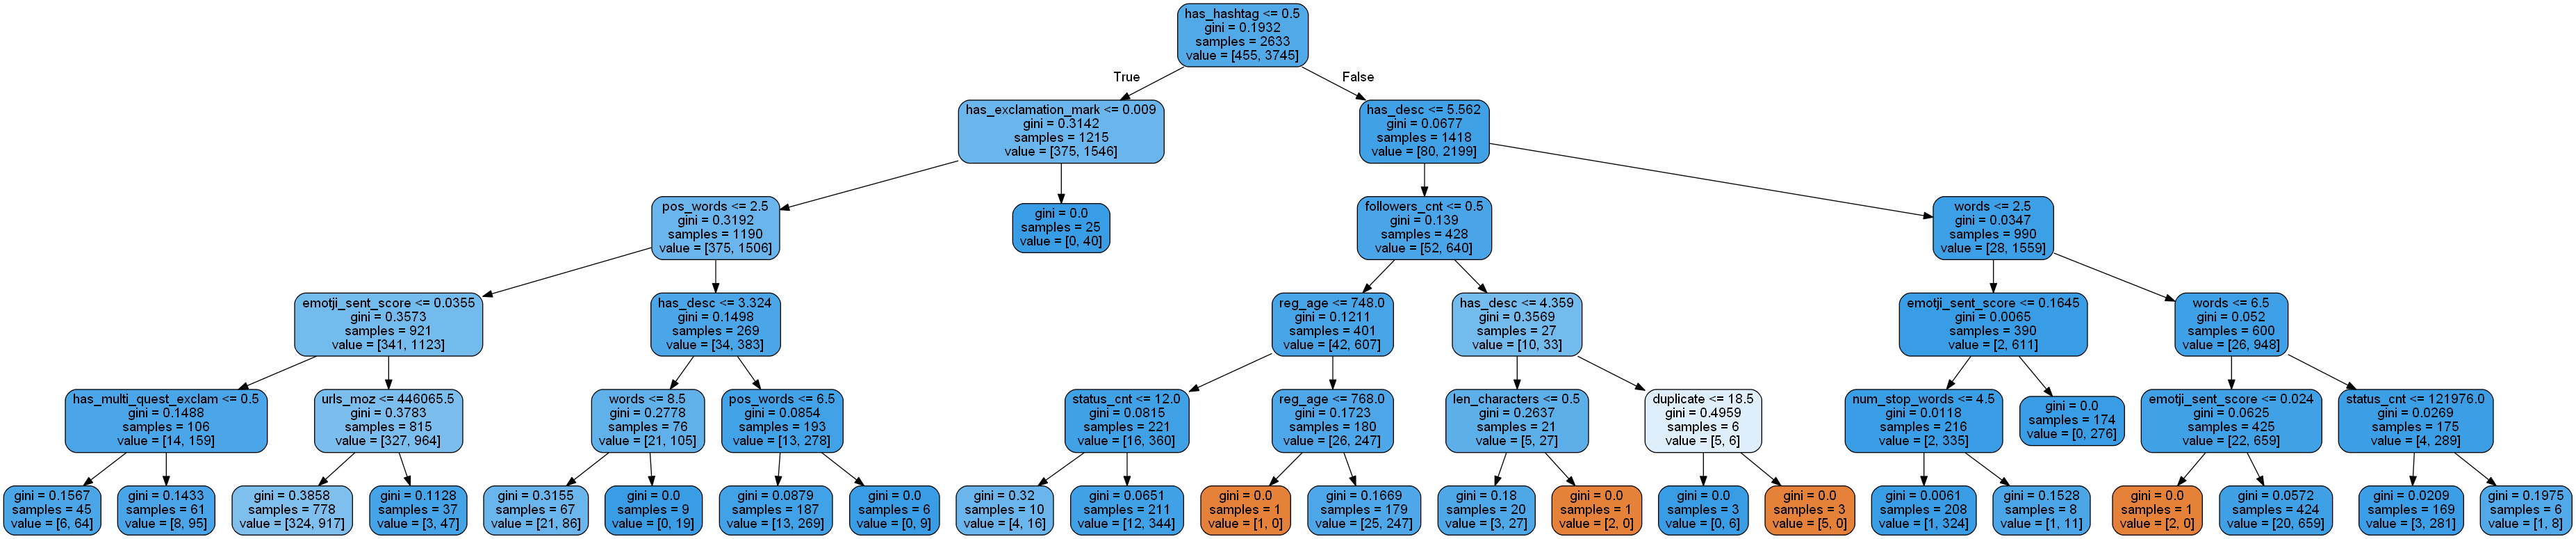 has_hashtag <= 0.5
gini = 0.1932
samples = 2633
value = [455, 3745]
True
False
has_exclamation_mark <= 0.009
gini = 0.3142
samples = 1215
value = [375, 1546]
has_desc <= 5.562
gini = 0.0677
samples = 1418
value = [80, 2199]
pos_words <= 2.5
gini = 0.3192
samples = 1190
value = [375, 1506]
gini = 0.0
samples = 25
value = [0, 40]
followers_cnt <= 0.5
gini = 0.139
samples = 428
value = [52, 640]
words <= 2.5
gini = 0.0347
samples = 990
value = [28, 1559]
emotji_sent_score <= 0.0355
gini = 0.3573
samples = 921
value = [341, 1123]
has_desc <= 3.324
gini = 0.1498
samples = 269
value = [34, 383]
reg_age <= 748.0
gini = 0.1211
samples = 401
value = [42, 607]
has_desc <= 4.359
gini = 0.3569
samples = 27
value = [10, 33]
emotji_sent_score <= 0.1645
gini = 0.0065
samples = 390
value = [2, 611]
words <= 6.5
gini = 0.052
samples = 600
value = [26, 948]
has_multi_quest_exclam <= 0.5
gini = 0.1488
samples = 106
value = [14, 159]
urls_moz <= 446065.5
gini = 0.3783
samples = 815
value = [327, 964]
words <= 8.5
gini = 0.2778
samples = 76
value = [21, 105]
pos_words <= 6.5
gini = 0.0854
samples = 193
value = [13, 278]
status_cnt <= 12.0
gini = 0.0815
samples = 221
value = [16, 360]
reg_age <= 768.0
gini = 0.1723
samples = 180
value = [26, 247]
len_characters <= 0.5
gini = 0.2637
samples = 21
value = [5, 27]
duplicate <= 18.5
gini = 0.4959
samples = 6
value = [5, 6]
num_stop_words <= 4.5
gini = 0.0118
samples = 216
value = [2, 335]
gini = 0.0
samples = 174
value = [0, 276]
emotji_sent_score <= 0.024
gini = 0.0625
samples = 425
value = [22, 659]
status_cnt <= 121976.0
gini = 0.0269
samples = 175
value = [4, 289]
gini = 0.1567
samples = 45
value = [6, 64]
gini = 0.1433
samples = 61
value = [8, 95]
gini = 0.3858
samples = 778
value = [324, 917]
gini = 0.1128
samples = 37
value = [3, 47]
gini = 0.3155
samples = 67
value = [21, 86]
gini = 0.0
samples = 9
value = [0, 19]
gini = 0.0879
samples = 187
value = [13, 269]
gini = 0.0
samples = 6
value = [0, 9]
gini = 0.32
samples = 10
value = [4, 16]
gini = 0.0651
samples = 211
value = [12, 344]
gini = 0.0
samples = 1
value = [1, 0]
gini = 0.1669
samples = 179
value = [25, 247]
gini = 0.18
samples = 20
value = [3, 27]
gini = 0.0
samples = 1
value = [2, 0]
gini = 0.0
samples = 3
value = [0, 6]
gini = 0.0
samples = 3
value = [5, 0]
gini = 0.0061
samples = 208
value = [1, 324]
gini = 0.1528
samples = 8
value = [1, 11]
gini = 0.0
samples = 1
value = [2, 0]
gini = 0.0572
samples = 424
value = [20, 659]
gini = 0.0209
samples = 169
value = [3, 281]
gini = 0.1975
samples = 6
value = [1, 8]